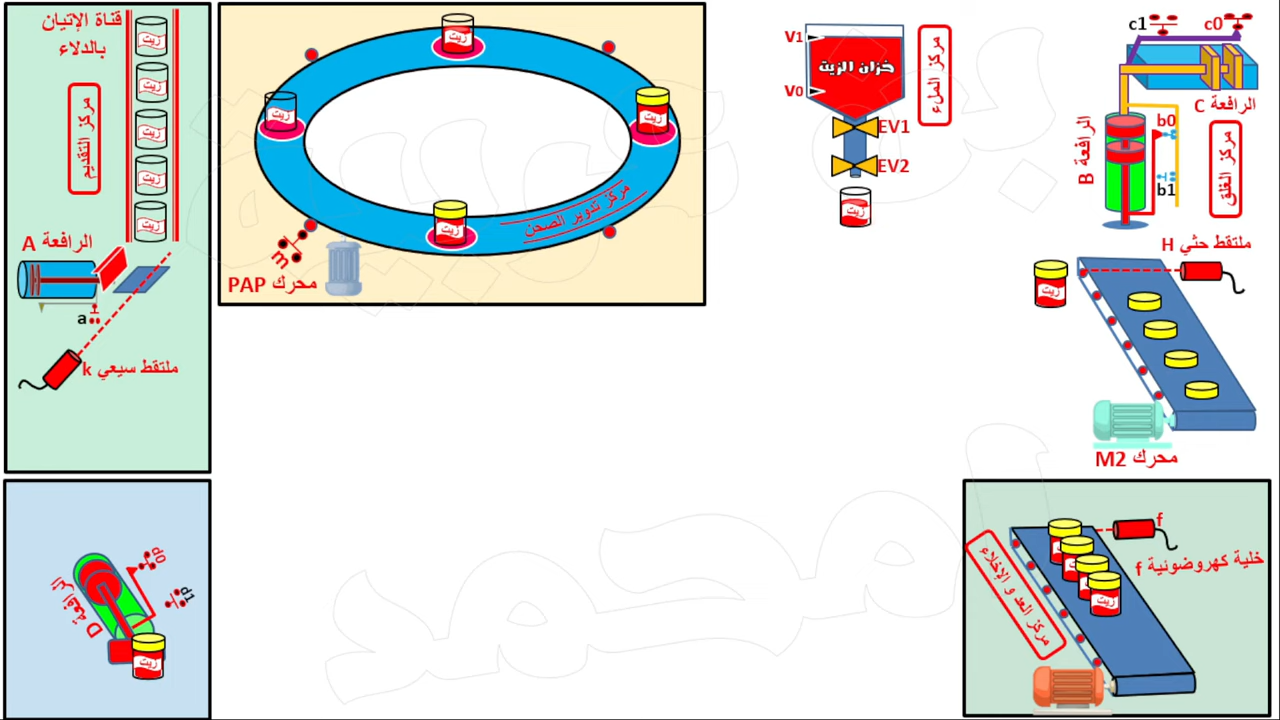 قناة الإتيان
بالدلاء
زيت
زيت
زيت
زيت
زيت
مركز التقديم
الرافعة A
a
ملتقط سيعي k
زيت
زيت
زيت
زيت
مركز تدوير الصحن
m
محرك PAP
V1
V0
خزان الزيت
مركز الملء
EV1
EV2
زيت
c1
c0
الرافعة C
الرافعة B
b0
b1
مركز الغلق
ملتقط حثي H
زيت
محرك M2
الرافعة D
d0
d1
زيت
f
خلية كهروضوئية f
زيت
مركز العد و الإخلاء